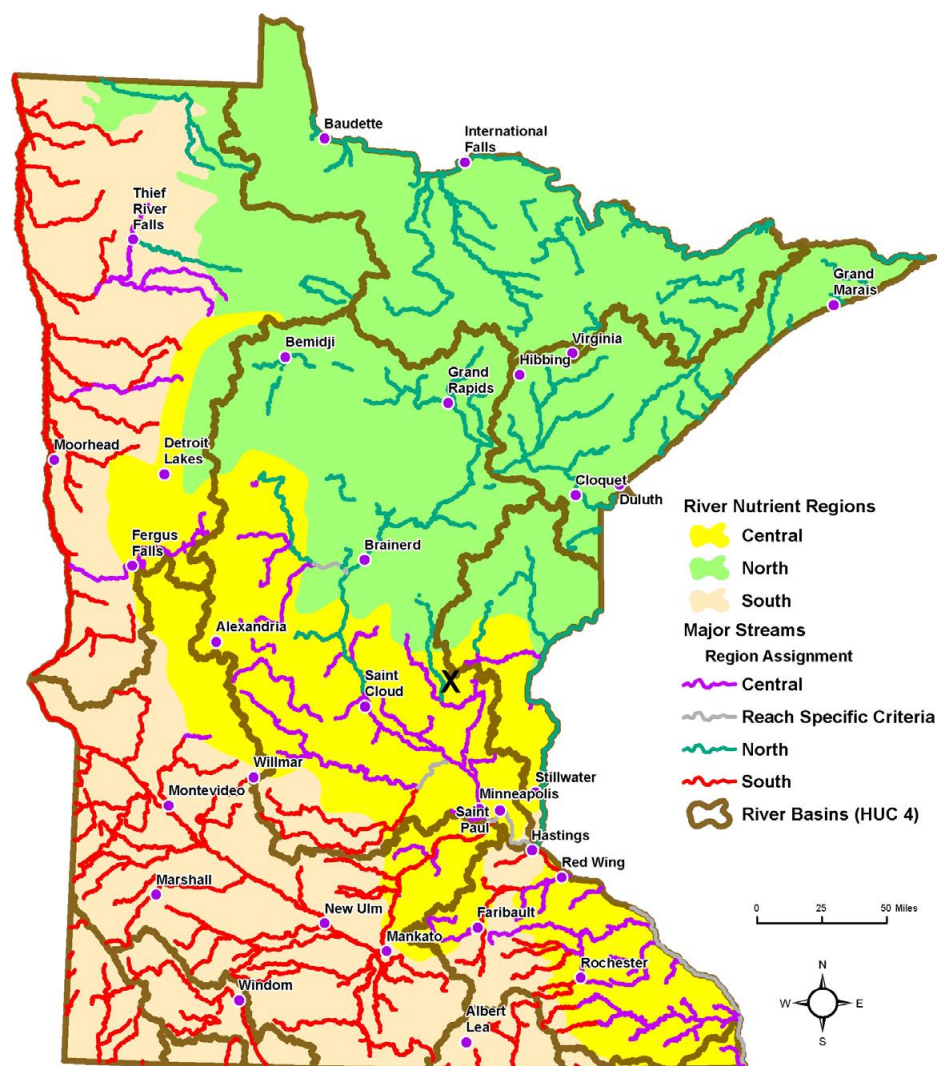 Baudette
International
Falls
Thief
River
Falls
Grand
Marais
Bemidji
Virginia
Hibbing
Grand
Rapids
Moorhead
Detroit
Lakes
Cloquet
Duluth
Fergus
Falls
Brainerd
Alexandria
Saint
Cloud
X
Willmar
Stillwater
Montevideo
Minneapolis
Saint
Paul
Hastings
Red Wing
Marshall
New Ulm
Faribault
Mankato
Rochester
Windom
Albert
Lea
River Nutrient Regions
Central
North
South
Major Streams
Region Assignment
Central
Reach Specific Criteria
North
South
River Basins (HUC 4)
0 25 50 Miles
N
W E
S